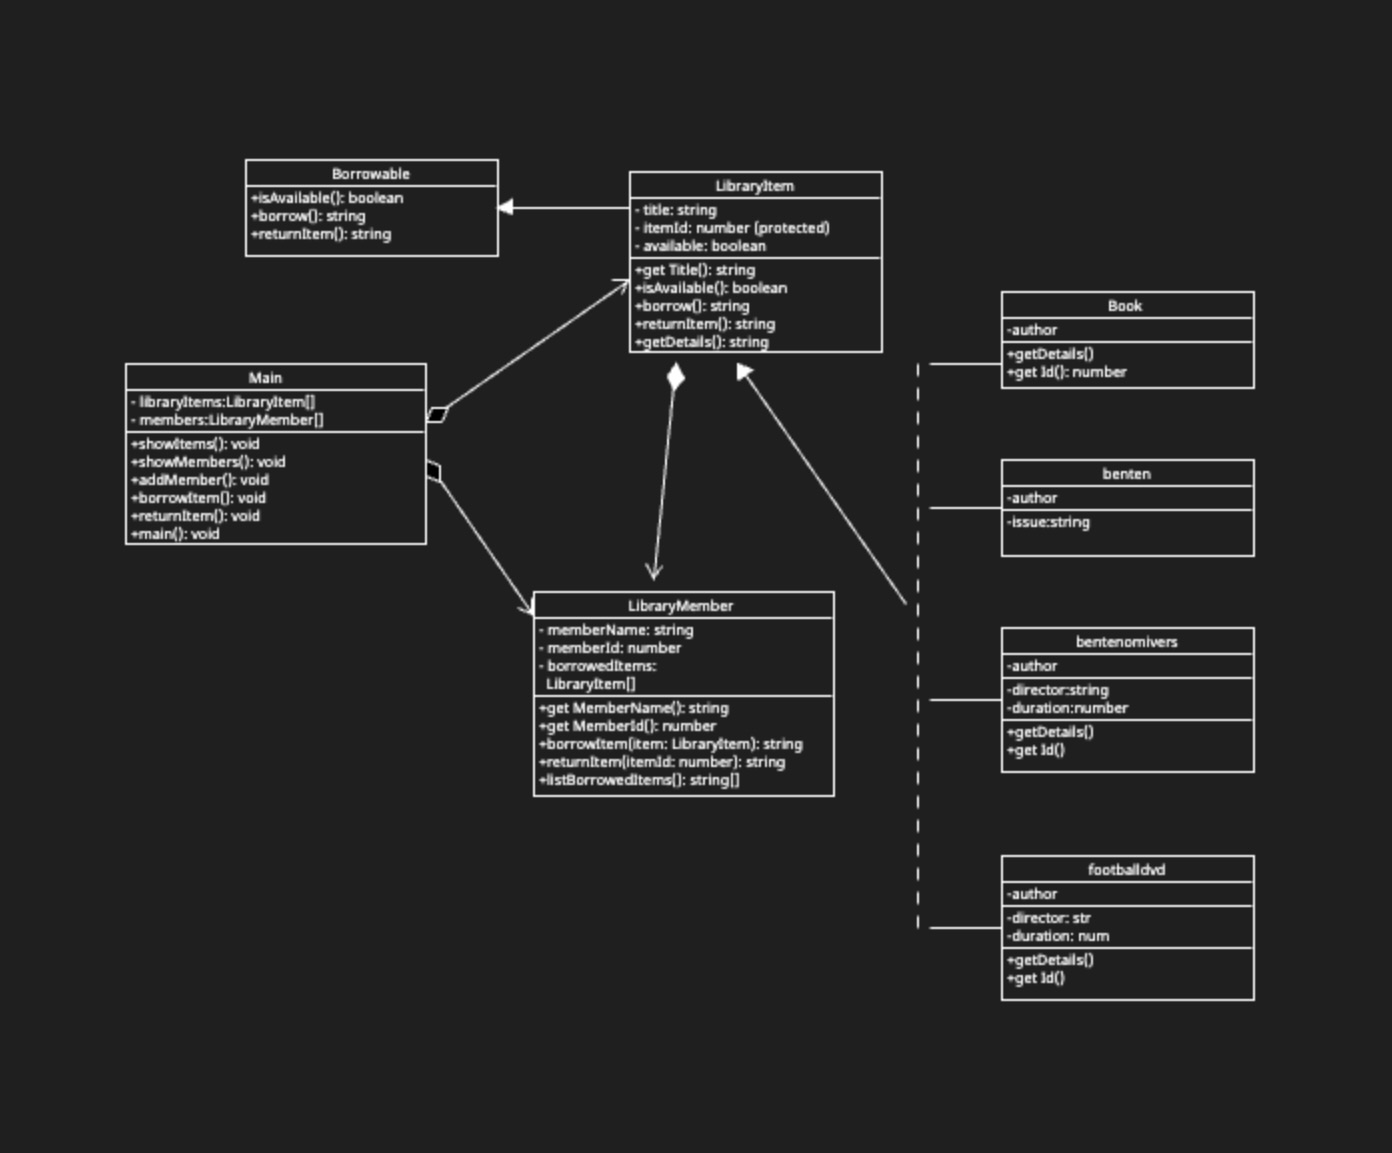 Borrowable
+isAvailable(): boolean
+borrow(): string
+returnItem(): string
LibraryItem
- title: string
- itemId: number (protected)
- available: boolean
+get Title(): string
+isAvailable(): boolean
+borrow(): string
+returnItem(): string
+getDetails(): string
Main
- libraryItems:LibraryItem[]
- members:LibraryMember[]
+showItems(): void
+showMembers(): void
+addMember(): void
+borrowItem(): void
+returnItem(): void
+main(): void
LibraryMember
- memberName: string
- memberId: number
- borrowedItems:
LibraryItem[]
+get MemberName(): string
+get MemberId(): number
+borrowItem(item: LibraryItem): string
+returnItem(itemId: number): string
+listBorrowedItems(): string[]
Book
-author
+getDetails()
+get Id(): number
benten
-author
-issue:string
bentenomivers
-author
-director:string
-duration:number
+getDetails()
+get Id()
footballdvd
-author
-director: str
-duration: num
+getDetails()
+get Id()